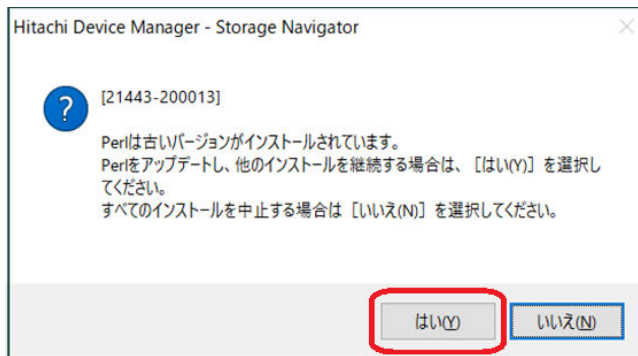 Hitachi Device Manager - Storage Navigator
[21443-200013]
Perlは古いバージョンがインストールされています。
Perlをアップデートし、他のインストールを継続する場合は、［はい(Y)］を選択し
てください。
すべてのインストールを中止する場合は［いいえ(N)］を選択してください。
はい(Y)
いいえ(N)